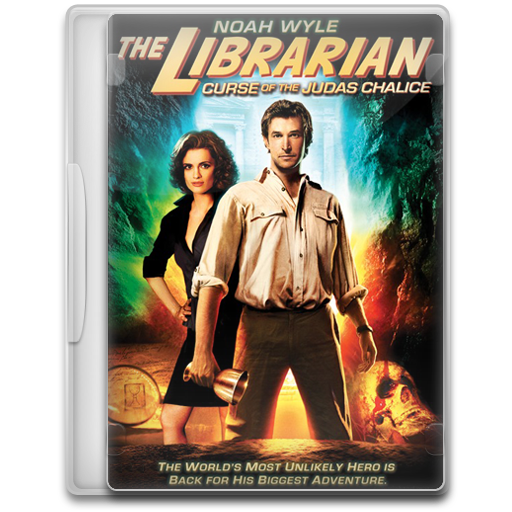 NOAH WYLE
THE LIBRARIAN
CURSE OF THE JUDAS CHALICE
THE WORLD'S MOST UNLIKELY HERO IS
BACK FOR HIS BIGGEST ADVENTURE.